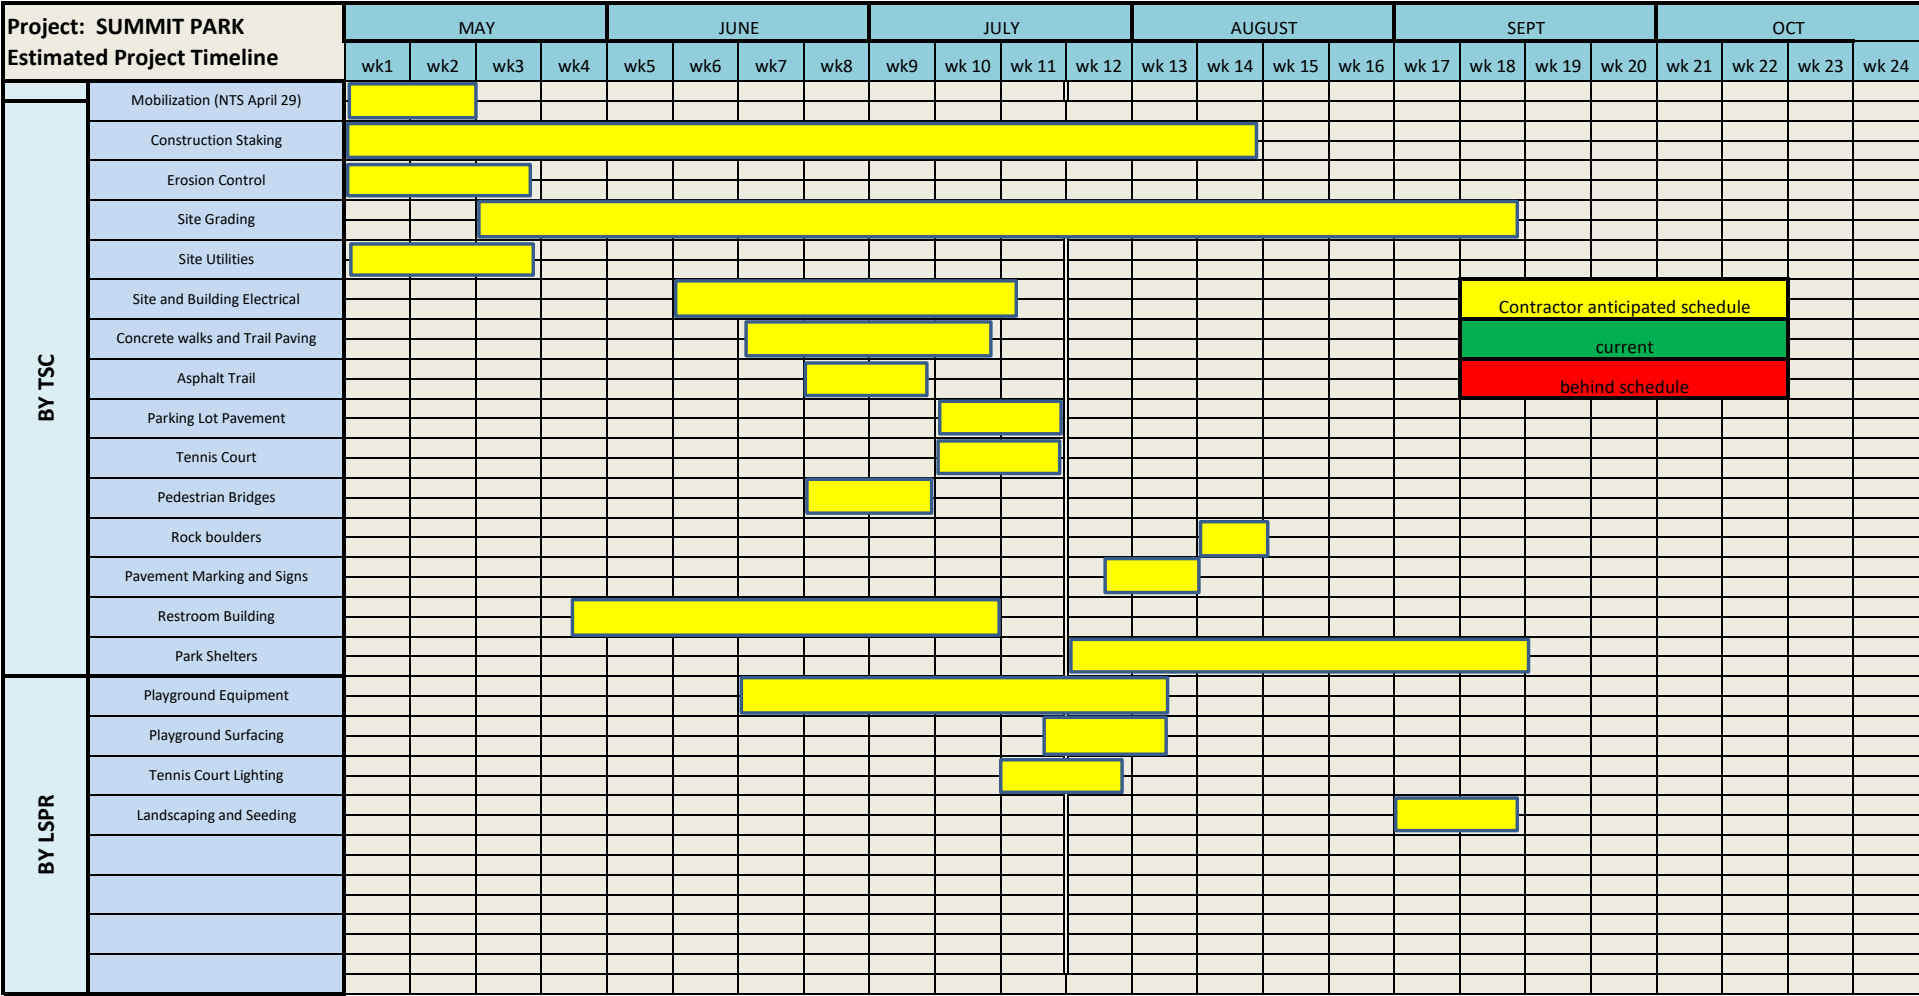 Project:  SUMMIT PARK
Estimated Project Timeline
MAY JUNE JULY AUGUST SEPT OCT
wk1 wk2 wk3 wk4 wk5 wk6 wk7 wk8 wk9 wk 10 wk 11 wk 12 wk 13 wk 14 wk 15 wk 16 wk 17 wk 18 wk 19 wk 20 wk 21 wk 22 wk 23 wk 24
BY TSC
Mobilization (NTS April 29)
Construction Staking
Erosion Control
Site Grading
Site Utilities
Site and Building Electrical
Contractor anticipated schedule
Concrete walks and Trail Paving
current
Asphalt Trail
behind schedule
Parking Lot Pavement
Tennis Court
Pedestrian Bridges
Rock boulders
Pavement Marking and Signs
Restroom Building
Park Shelters
BY LSPR
Playground Equipment
Playground Surfacing
Tennis Court Lighting
Landscaping and Seeding